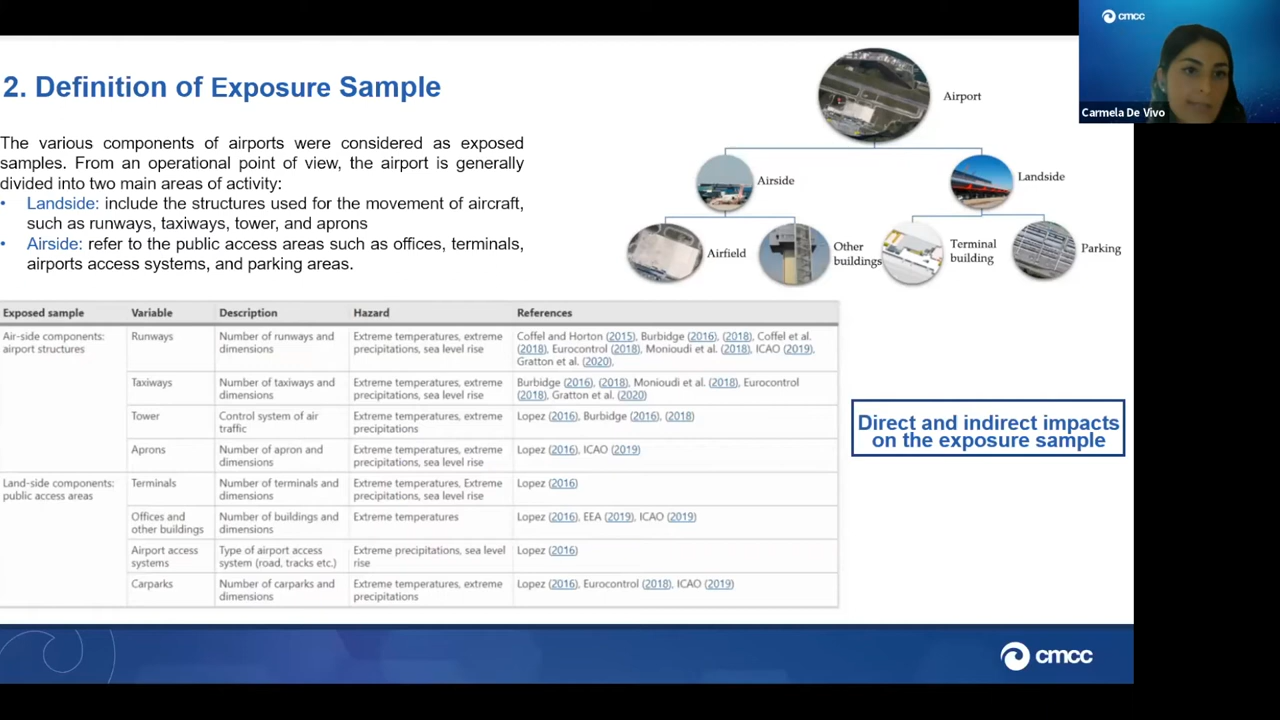 cmcc
Carmela De Vivo
2. Definition of Exposure Sample
The various components of airports were considered as exposed
samples. From an operational point of view, the airport is generally
divided into two main areas of activity:
• Landside: include the structures used for the movement of aircraft,
such as runways, taxiways, tower, and aprons
• Airside: refer to the public access areas such as offices, terminals,
airports access systems, and parking areas.
Airport
Airside
Landside
Airfield
Other
buildings
Terminal
building
Parking
Exposed sample Variable Description Hazard References
Air-side components: Runways Number of runways and Extreme temperatures, extreme Coffel and Horton (2015), Burbidge (2016), (2018), Coffel et al.
airport structures dimensions precipitations, sea level rise (2018), Eurocontrol (2018), Monioudi et al. (2018), ICAO (2019),
Gratton et al. (2020),
Taxiways Number of taxiways and Extreme temperatures, extreme Burbidge (2016), (2018), Monioudi et al. (2018), Eurocontrol
dimensions precipitations, sea level rise (2018), Gratton et al. (2020)
Tower Control system of air Extreme temperatures, extreme Lopez (2016), Burbidge (2016), (2018)
traffic precipitations
Aprons Number of apron and Extreme temperatures, extreme Lopez (2016), ICAO (2019)
dimensions precipitations, sea level rise
Land-side components: Terminals Number of terminals and Extreme temperatures, Extreme Lopez (2016)
public access areas dimensions precipitations, sea level rise
Offices and Number of buildings and Extreme temperatures Lopez (2016), EEA (2019), ICAO (2019)
other buildings dimensions
Airport access Type of airport access Extreme precipitations, sea level Lopez (2016)
systems system (road, tracks etc.) rise
Carparks Number of carparks and Extreme temperatures, extreme Lopez (2016), Eurocontrol (2018), ICAO (2019)
dimensions precipitations
Direct and indirect impacts
on the exposure sample
cmcc